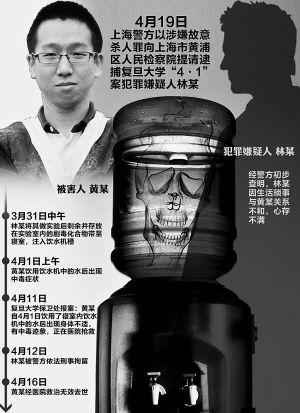 4月19日
上海警方以涉嫌故意
杀人罪向上海市黄浦
区人民检察院提请逮
捕复旦大学“4·1”
案犯罪嫌疑人林某
犯罪嫌疑人 林某
被害人 黄某
经警方初步
查明，林某
因生活琐事
与黄某关系
不和，心存
不满
3月31日中午
林某将其做实验后剩余并存放
在实验室内的剧毒化合物带至
寝室，注入饮水机槽
4月1日上午
黄某饮用饮水机中的水后出现
中毒症状
4月11日
复旦大学保卫处报案：黄某
自4月1日饮用了寝室内饮水
机中的水后出现身体不适，
有中毒迹象，正在医院抢救
4月12日
林某被警方依法刑事拘留
4月16日
黄某经医院救治无效去世